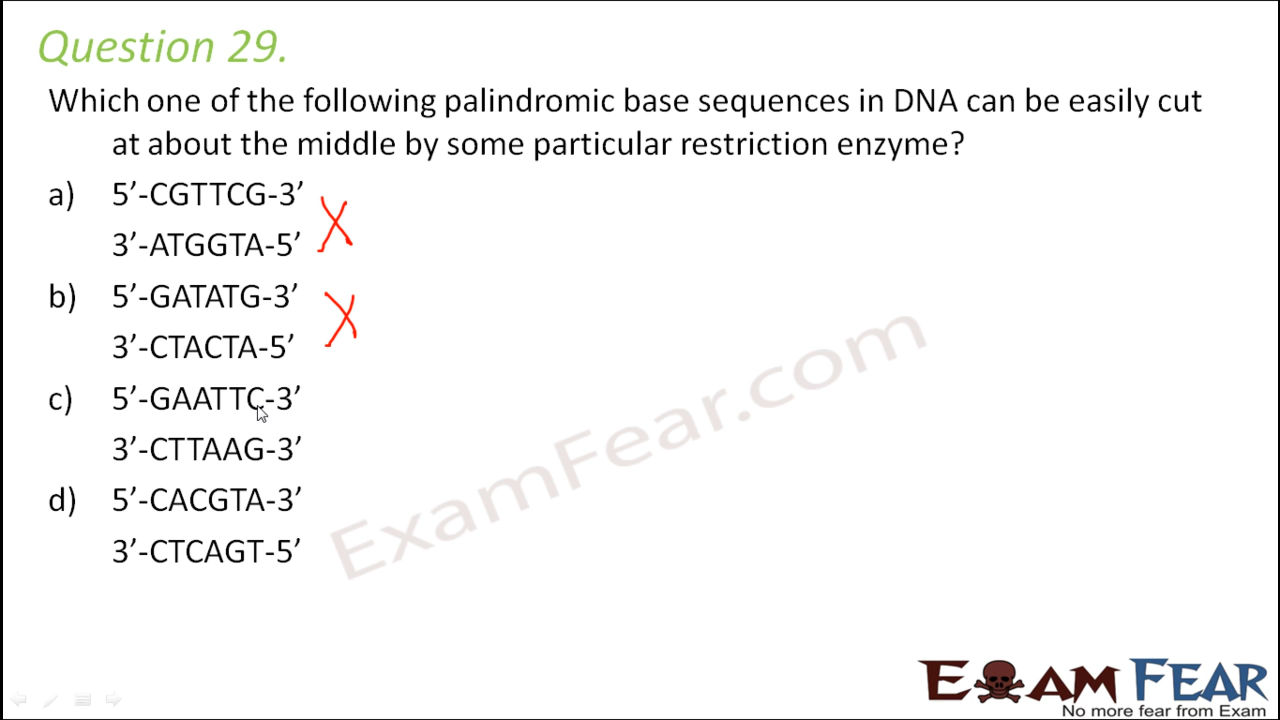 Question 29.
Which one of the following palindromic base sequences in DNA can be easily cut
at about the middle by some particular restriction enzyme?
a) 5’-CGTTCG-3’
3’-ATGGTA-5’
b) 5’-GATATG-3’
3’-CTACTA-5’
c) 5’-GAATTC-3’
3’-CTTAAG-3’
d) 5’-CACGTA-3’
3’-CTCAGT-5’
ExamFear.com
EXAM FEAR
No more fear from Exam